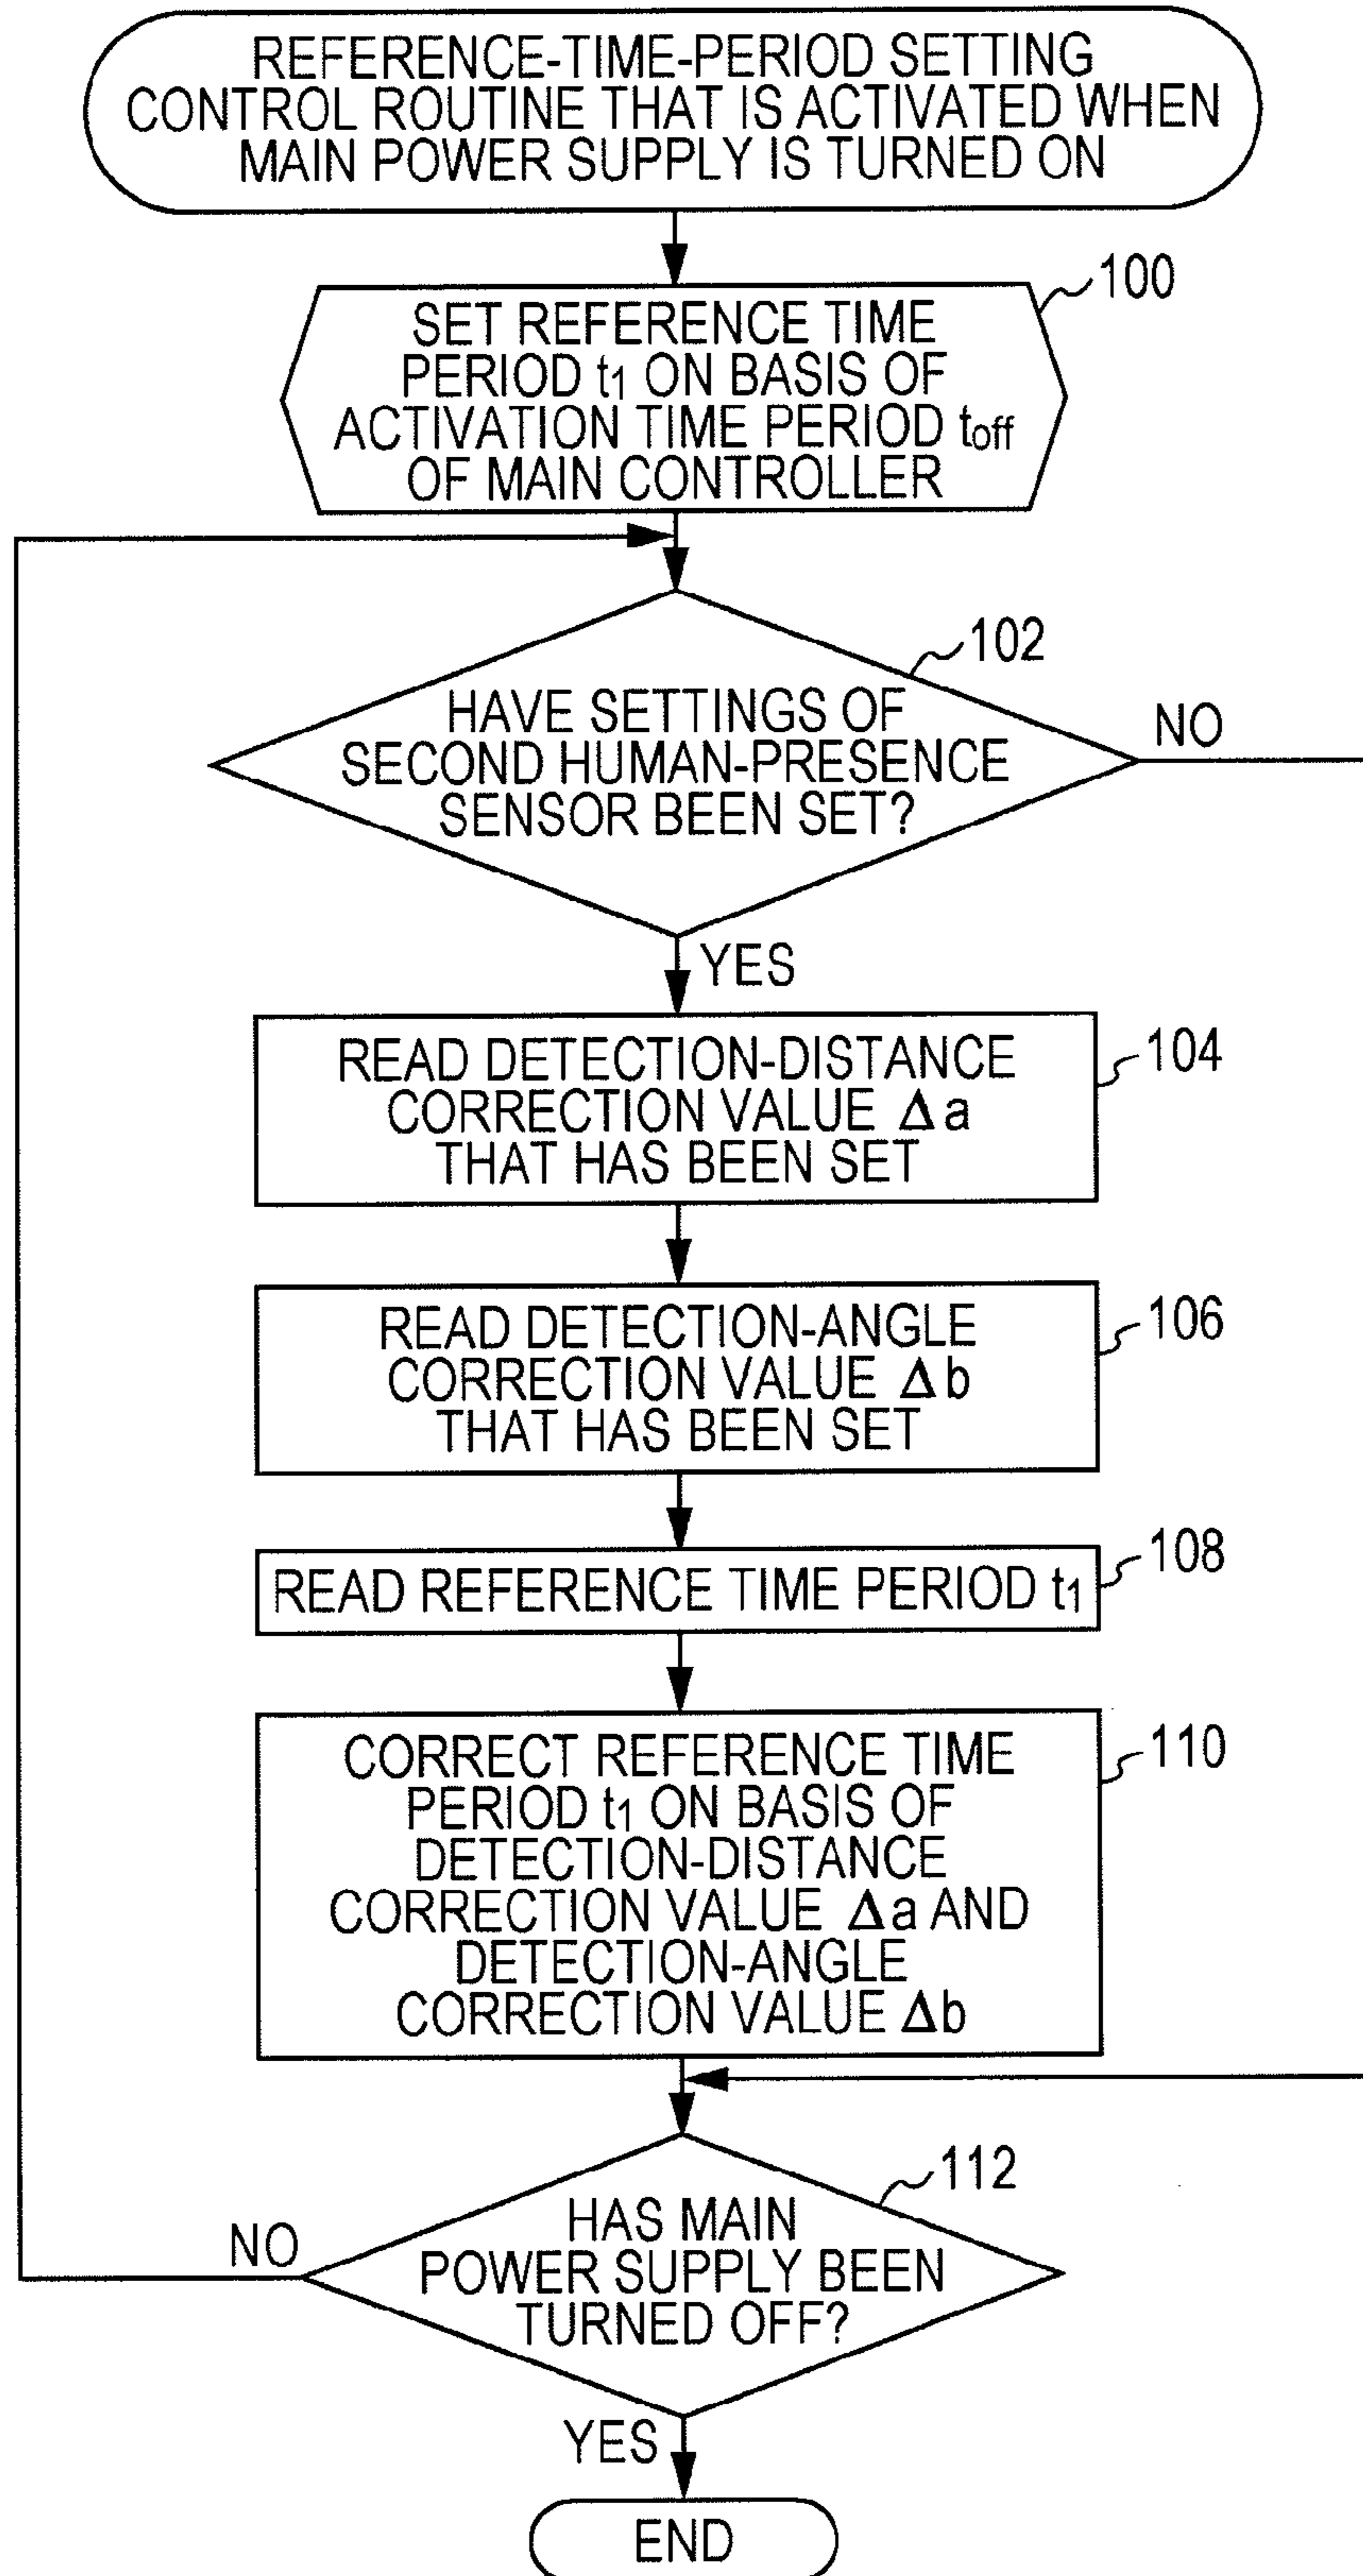 REFERENCE-TIME-PERIOD SETTING
CONTROL ROUTINE THAT IS ACTIVATED WHEN
MAIN POWER SUPPLY IS TURNED ON
100
SET REFERENCE TIME
PERIOD t1 ON BASIS OF
ACTIVATION TIME PERIOD toff
OF MAIN CONTROLLER
102
HAVE SETTINGS OF
SECOND HUMAN-PRESENCE
SENSOR BEEN SET?
NO
YES
104
READ DETECTION-DISTANCE
CORRECTION VALUE Δa
THAT HAS BEEN SET
106
READ DETECTION-ANGLE
CORRECTION VALUE Δb
THAT HAS BEEN SET
108
READ REFERENCE TIME PERIOD t1
110
CORRECT REFERENCE TIME
PERIOD t1 ON BASIS OF
DETECTION-DISTANCE
CORRECTION VALUE Δa AND
DETECTION-ANGLE
CORRECTION VALUE Δb
112
HAS MAIN
POWER SUPPLY BEEN
TURNED OFF?
NO
YES
END